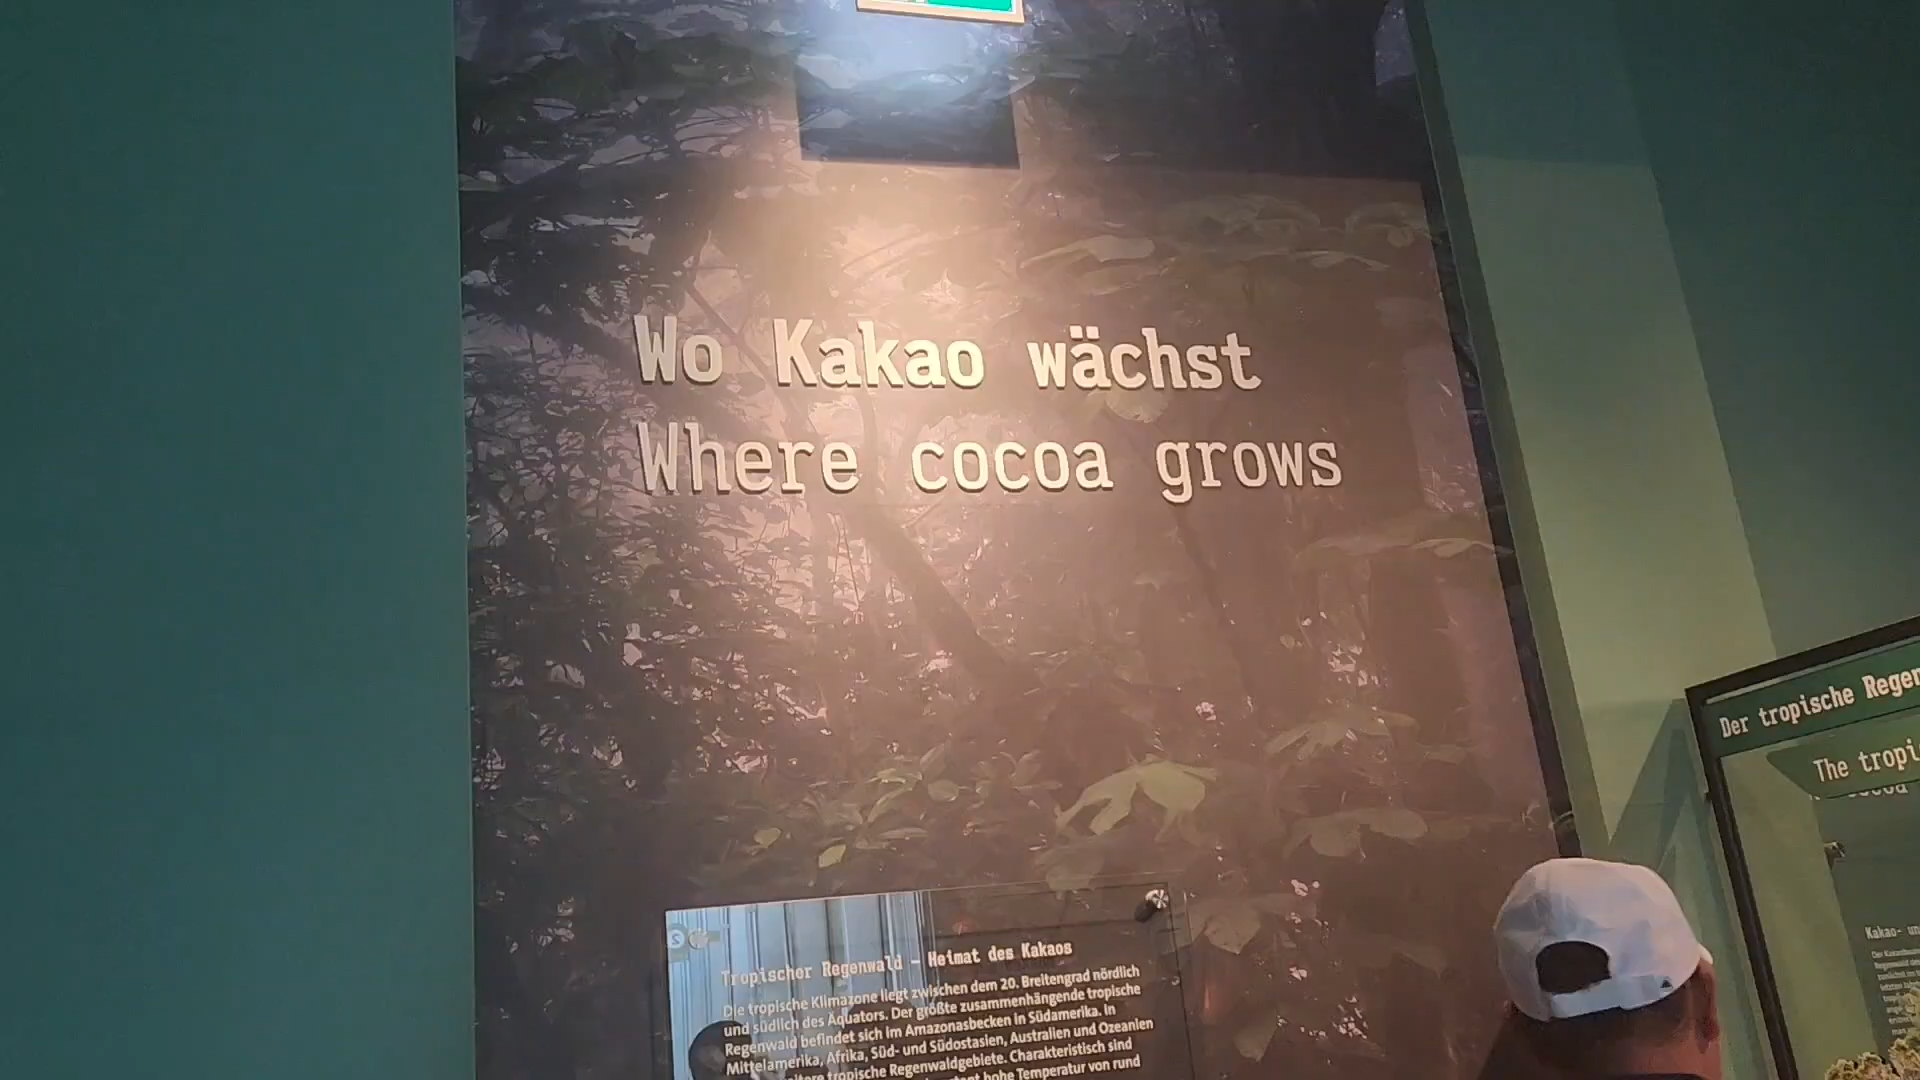 Wo Kakao wächst
Where cocoa grows
Tropischer Regenwald – Heimat des Kakaos
Die tropische Klimazone liegt zwischen dem 20. Breitengrad nördlich
und südlich des Äquators. Der größte zusammenhängende tropische
Regenwald befindet sich im Amazonasbecken in Südamerika. In
Mittelamerika, Afrika, Süd- und Südostasien, Australien und Ozeanien
tropische Regenwaldgebiete. Charakteristisch sind
hohe Temperatur von rund
Der tropische
The
cocoa
Kakao-